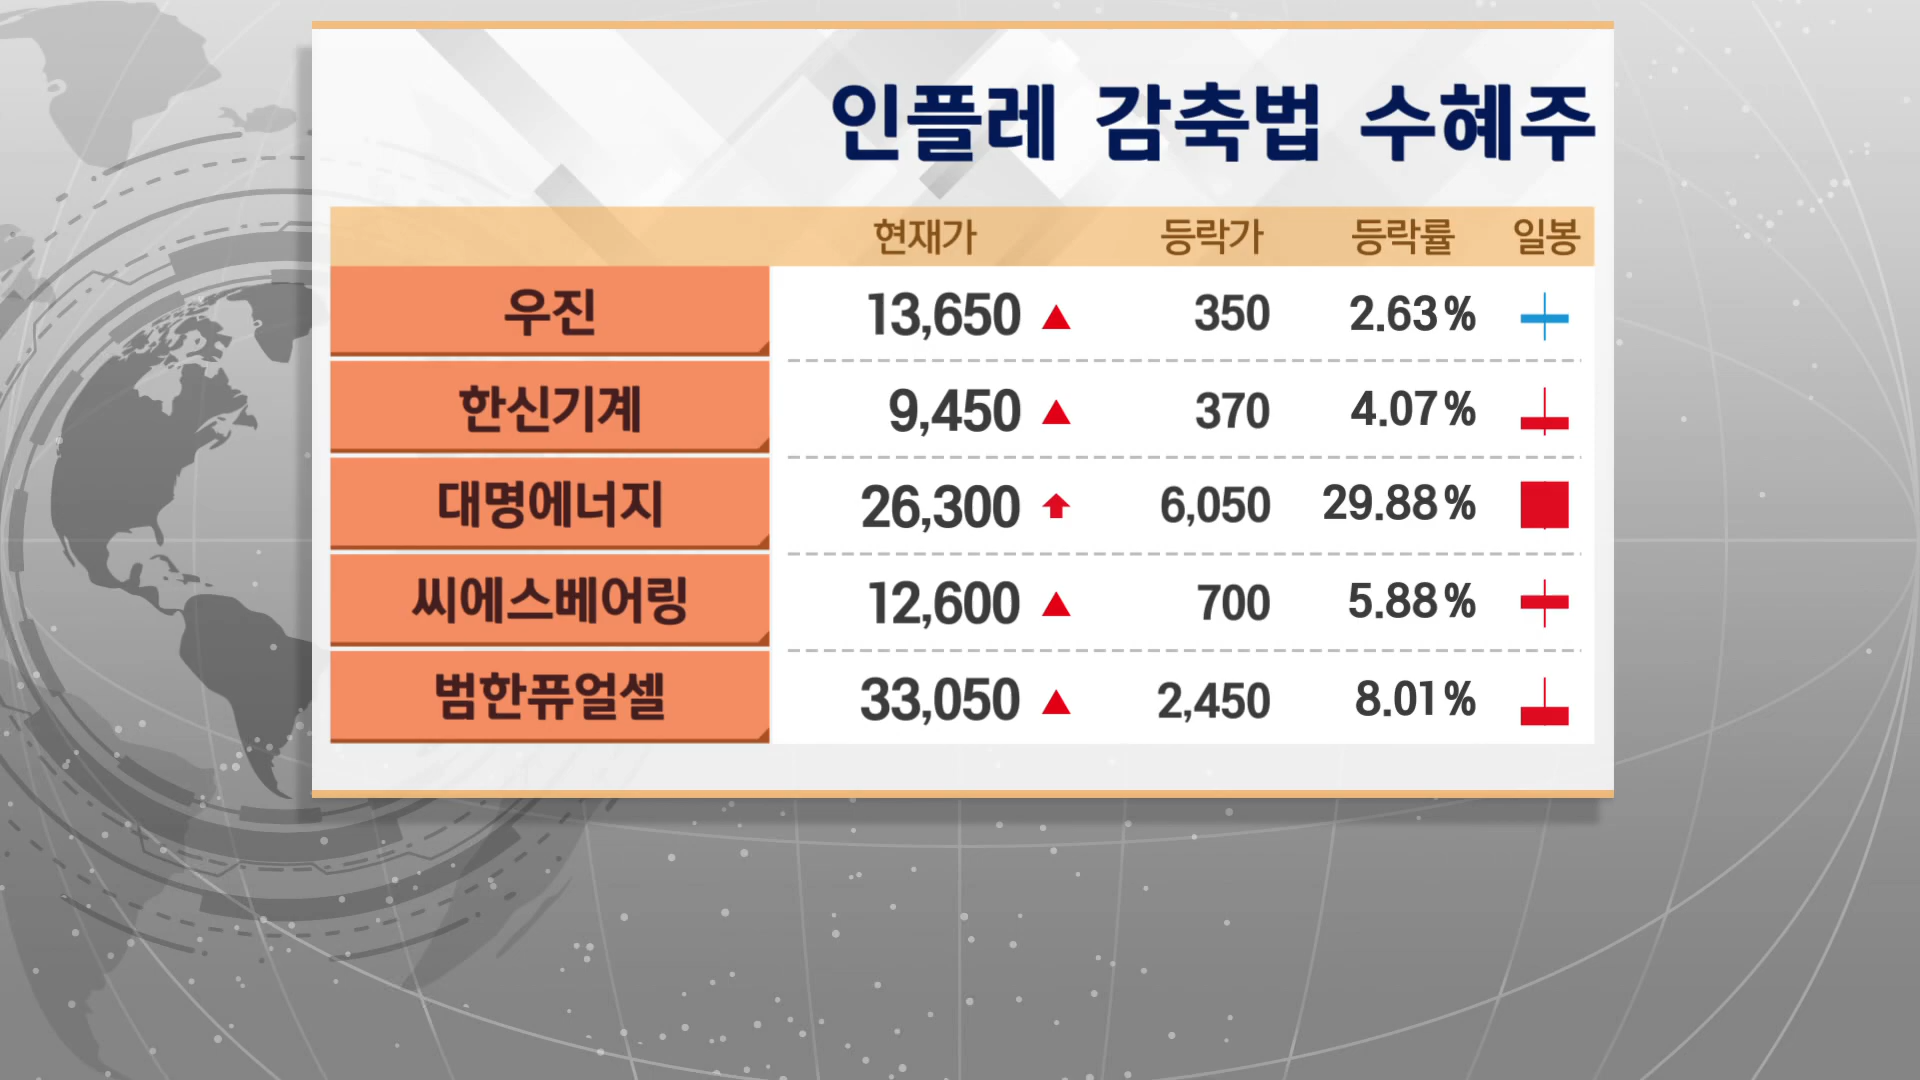 인플레 감축법 수혜주
현재가 등락가 등락률 일봉
우진 13,650 ▲ 350 2.63%
한신기계 9,450 ▲ 370 4.07%
대명에너지 26,300 ⬆ 6,050 29.88%
씨에스베어링 12,600 ▲ 700 5.88%
범한퓨얼셀 33,050 ▲ 2,450 8.01%